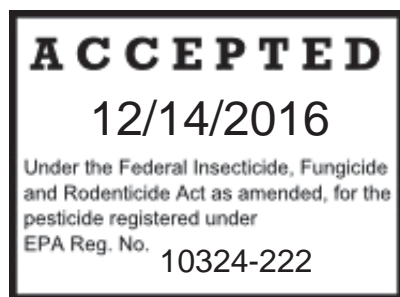 ACCEPTED
12/14/2016
Under the Federal Insecticide, Fungicide
and Rodenticide Act as amended, for the
pesticide registered under
EPA Reg. No. 10324-222